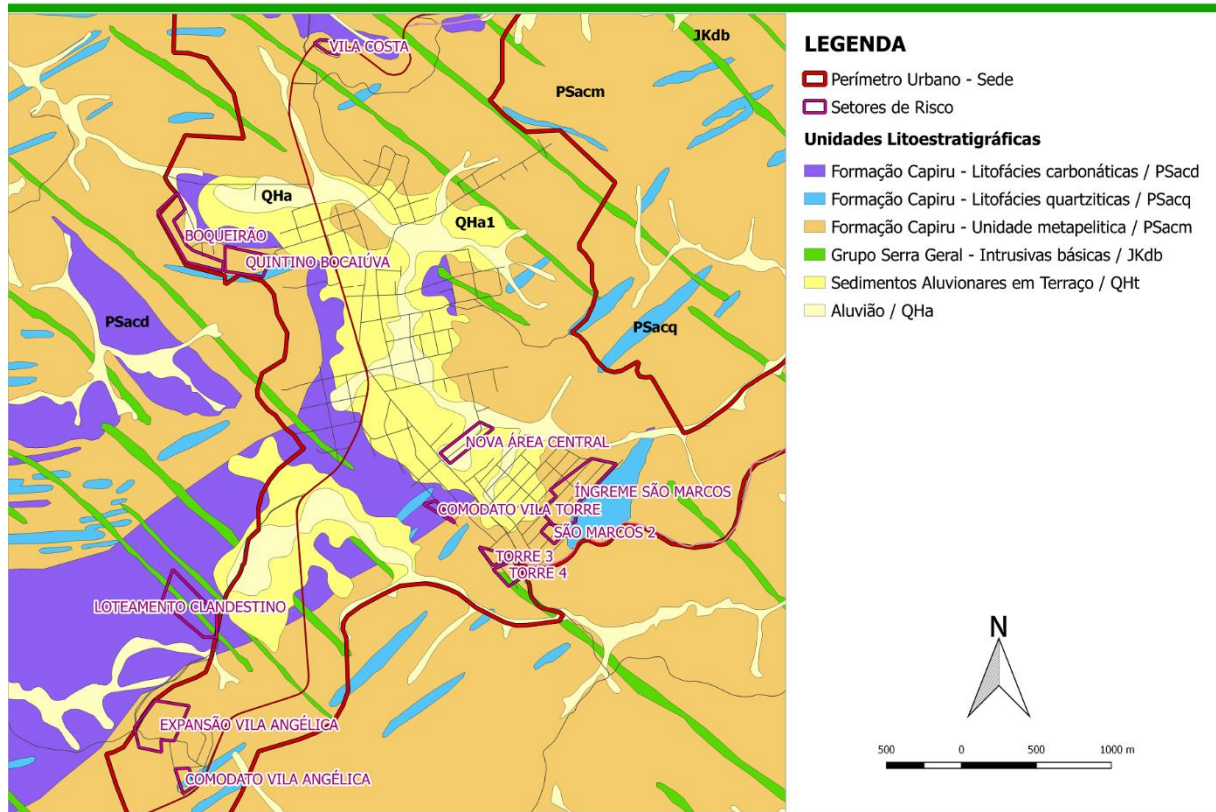 JKdb
VILA COSTA
PSacm
QHa
QHa1
BOQUEIRÃO
QUINTINO BOCAIÚVA
PSacd
PSacq
NOVA ÁREA CENTRAL
ÍNGREME SÃO MARCOS
COMODATO VILA TORRE
SÃO MARCOS 2
TORRE 3
TORRE 4
LOTEAMENTO CLANDESTINO
EXPANSÃO VILA ANGÉLICA
COMODATO VILA ANGÉLICA
LEGENDA
Perímetro Urbano - Sede
Setores de Risco
Unidades Litoestratigráficas
Formação Capiru - Litofácies carbonáticas / PSacd
Formação Capiru - Litofácies quartzíticas / PSacq
Formação Capiru - Unidade metapelitica / PSacm
Grupo Serra Geral - Intrusivas básicas / JKdb
Sedimentos Aluvionares em Terraço / QHt
Aluvião / QHa
N
500 0 500 1000 m